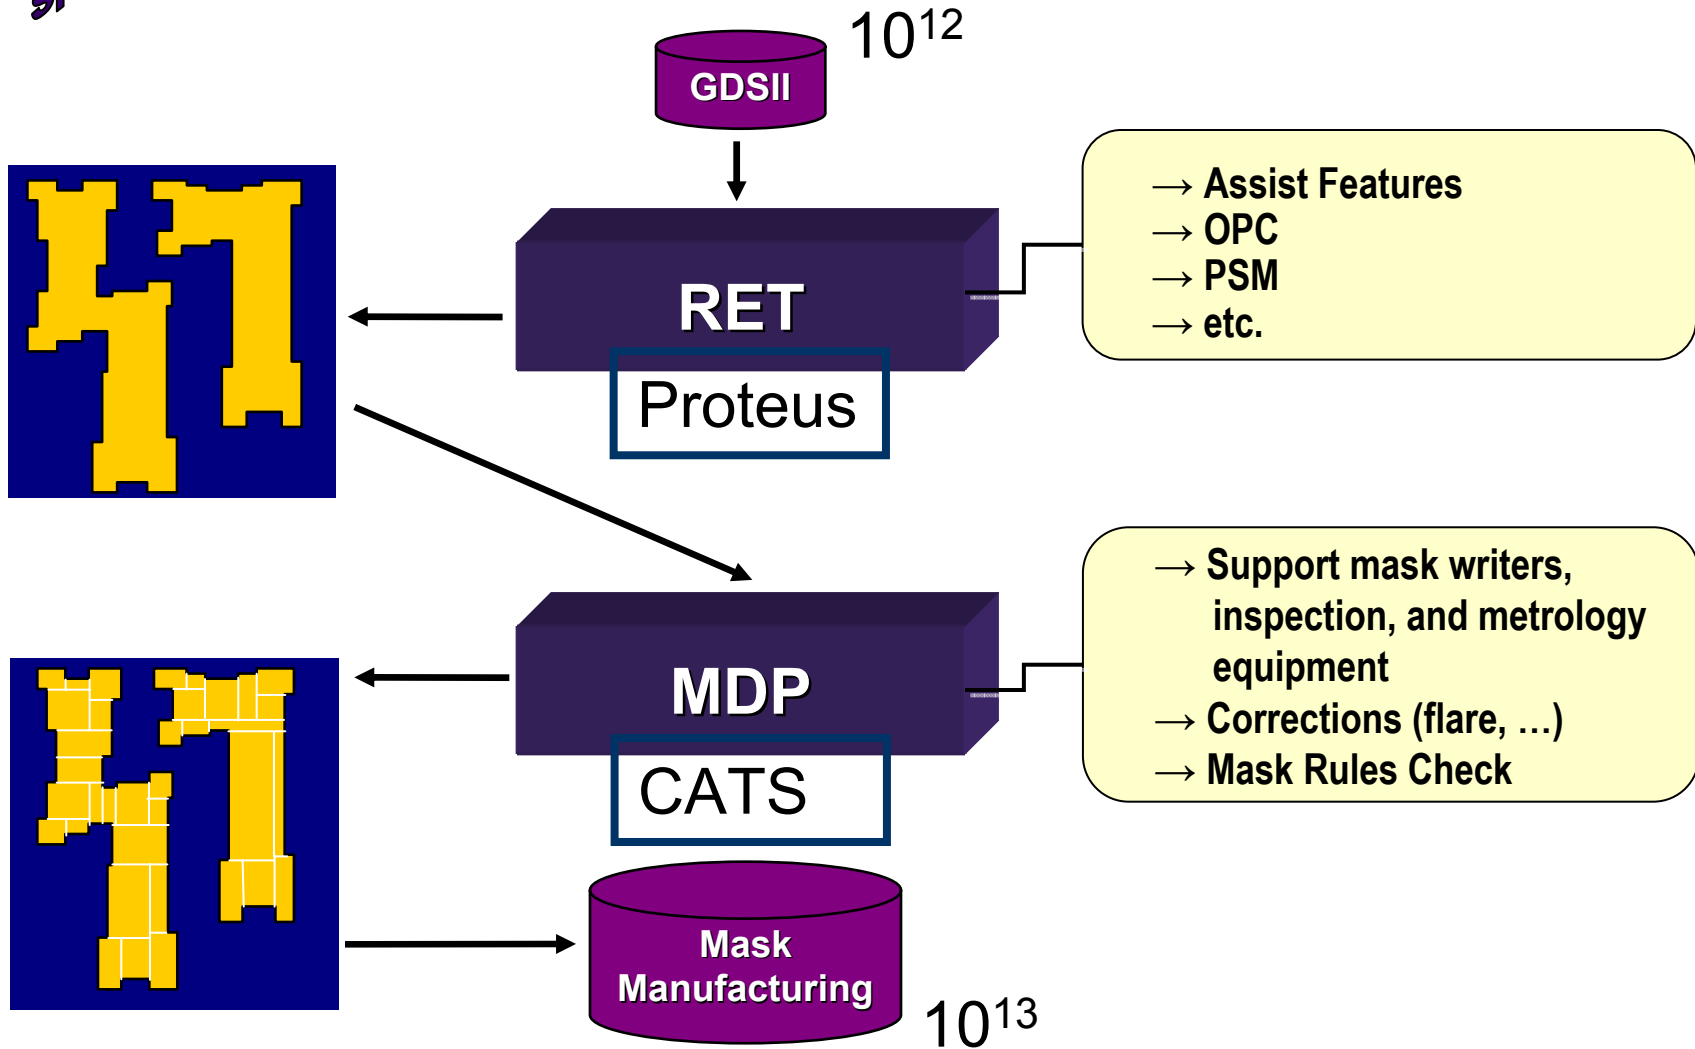 10¹²
GDSII
→ Assist Features
→ OPC
→ PSM
→ etc.
RET
Proteus
→ Support mask writers,
inspection, and metrology
equipment
→ Corrections (flare, …)
→ Mask Rules Check
MDP
CATS
Mask
Manufacturing
10¹³